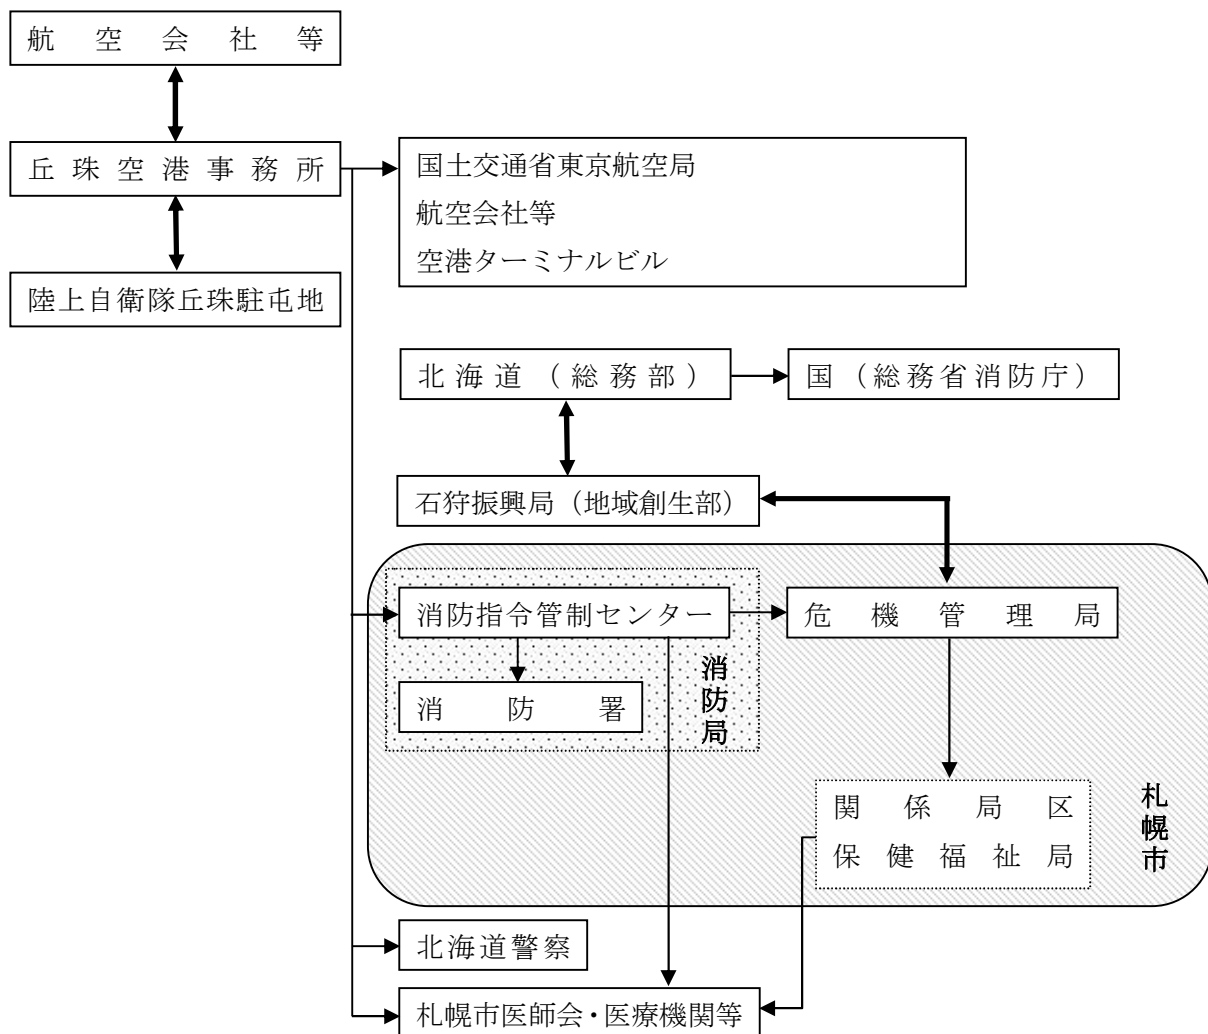 航空会社等
丘珠空港事務所
国土交通省東京航空局
航空会社等
空港ターミナルビル
陸上自衛隊丘珠駐屯地
北海道（総務部）
国（総務省消防庁）
石狩振興局（地域創生部）
消防指令管制センター
危機管理局
消防署
消防局
関係局区
保健福祉局
札幌市
北海道警察
札幌市医師会・医療機関等